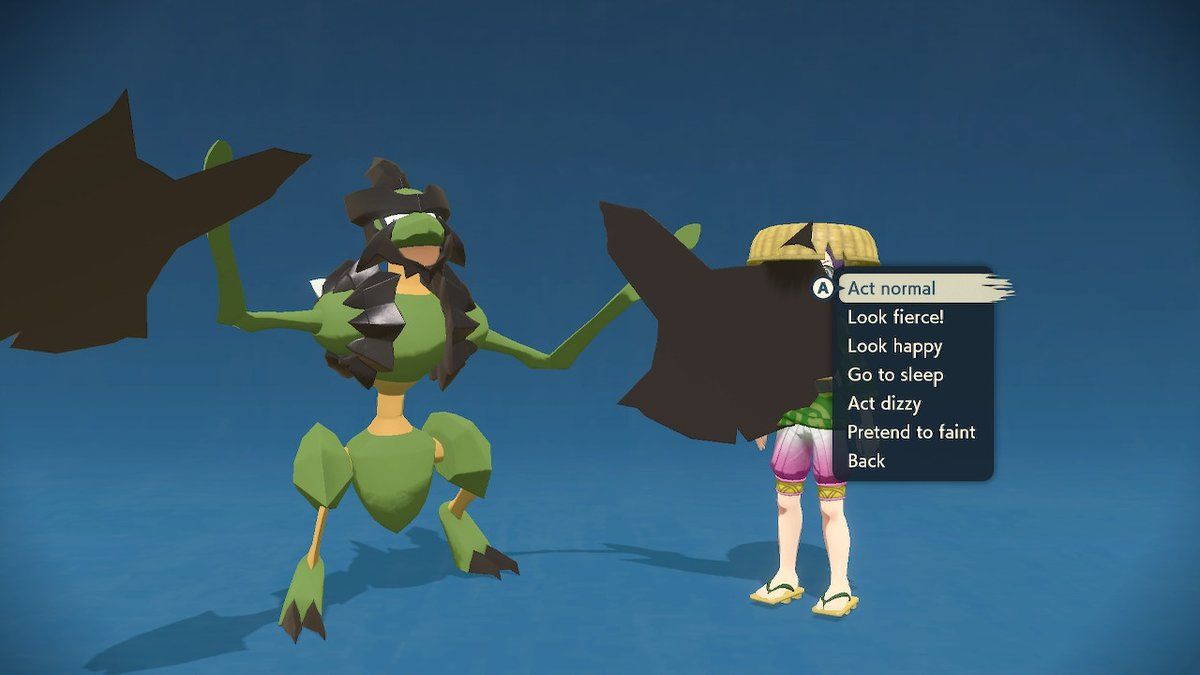 A
Act normal
Look fierce!
Look happy
Go to sleep
Act dizzy
Pretend to faint
Back